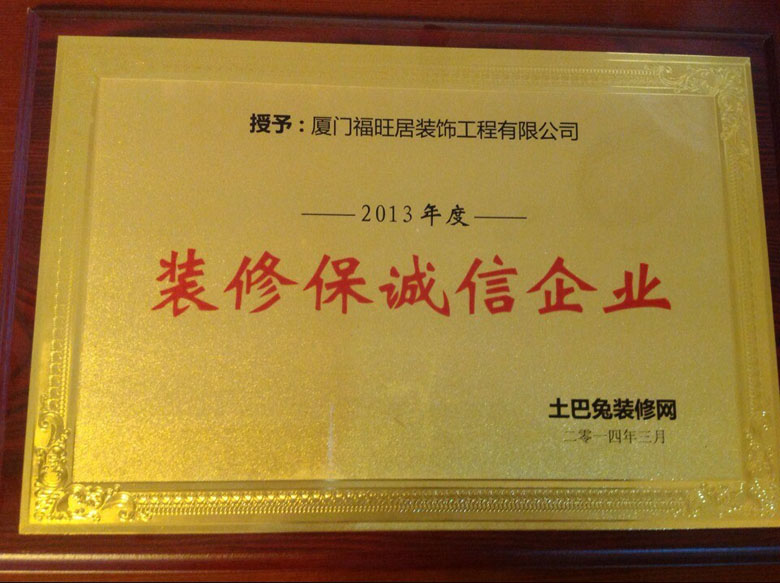 授予：厦门福旺居装饰工程有限公司
2013年度
装修保诚信企业
土巴兔装修网
二零一四年三月